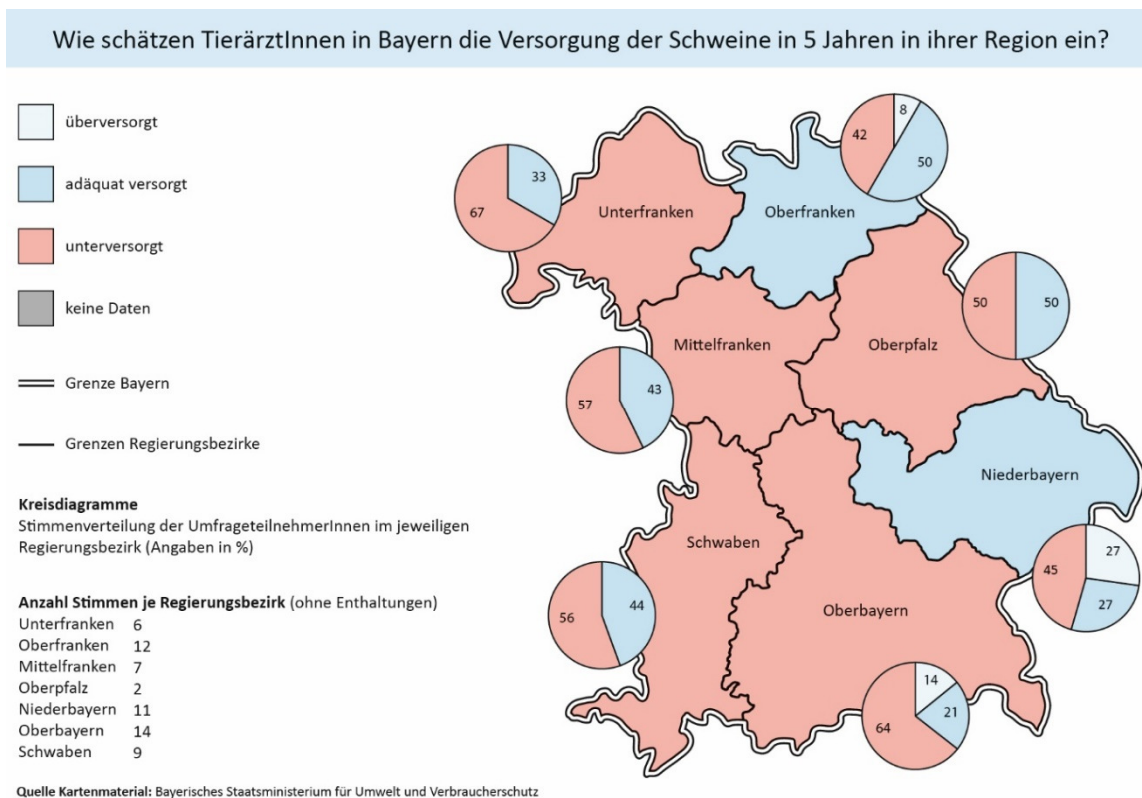 Wie schätzen TierärztInnen in Bayern die Versorgung der Schweine in 5 Jahren in ihrer Region ein?
überversorgt
adäquat versorgt
unterversorgt
keine Daten
Grenze Bayern
Grenzen Regierungsbezirke
Kreisdiagramme
Stimmenverteilung der UmfrageteilnehmerInnen im jeweiligen
Regierungsbezirk (Angaben in %)
Anzahl Stimmen je Regierungsbezirk (ohne Enthaltungen)
Unterfranken 6
Oberfranken 12
Mittelfranken 7
Oberpfalz 2
Niederbayern 11
Oberbayern 14
Schwaben 9
Quelle Kartenmaterial: Bayerisches Staatsministerium für Umwelt und Verbraucherschutz
8
42
50
33
67
Unterfranken
Oberfranken
50
50
Mittelfranken
Oberpfalz
43
57
Niederbayern
Schwaben
27
45
27
44
56
Oberbayern
14
21
64